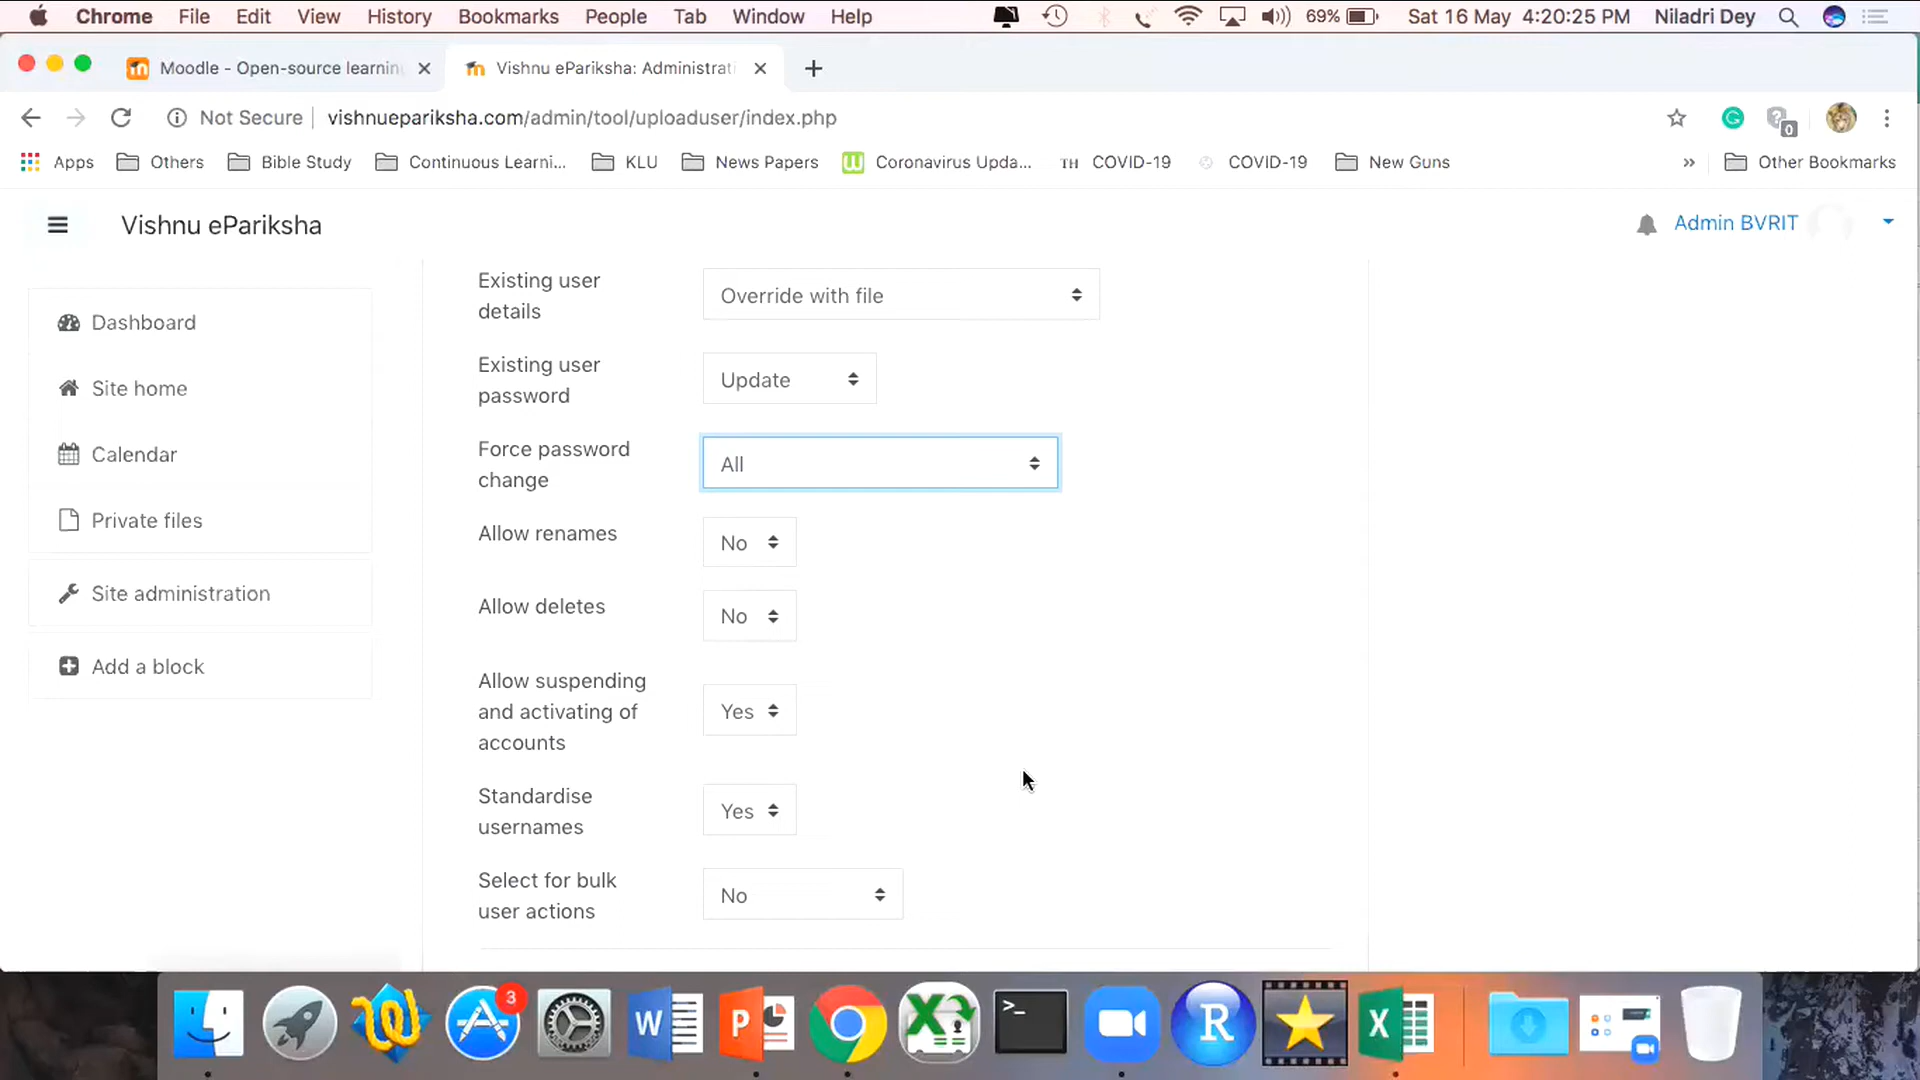 Chrome File Edit View History Bookmarks People Tab Window Help 69% Sat 16 May 4:20:25 PM Niladri Dey
Moodle - Open-source learnin Vishnu ePariksha: Administrat
Not Secure vishnuepariksha.com/admin/tool/uploaduser/index.php 0
Apps Others Bible Study Continuous Learni... KLU News Papers Coronavirus Upda... TH COVID-19 COVID-19 New Guns » Other Bookmarks
Vishnu ePariksha Admin BVRIT
Dashboard
Site home
Calendar
Private files
Site administration
Add a block
Existing user
details
Override with file
Existing user
password
Update
Force password
change
All
Allow renames
No
Allow deletes
No
Allow suspending
and activating of
accounts
Yes
Standardise
usernames
Yes
Select for bulk
user actions
No
3 W P X >_ R X